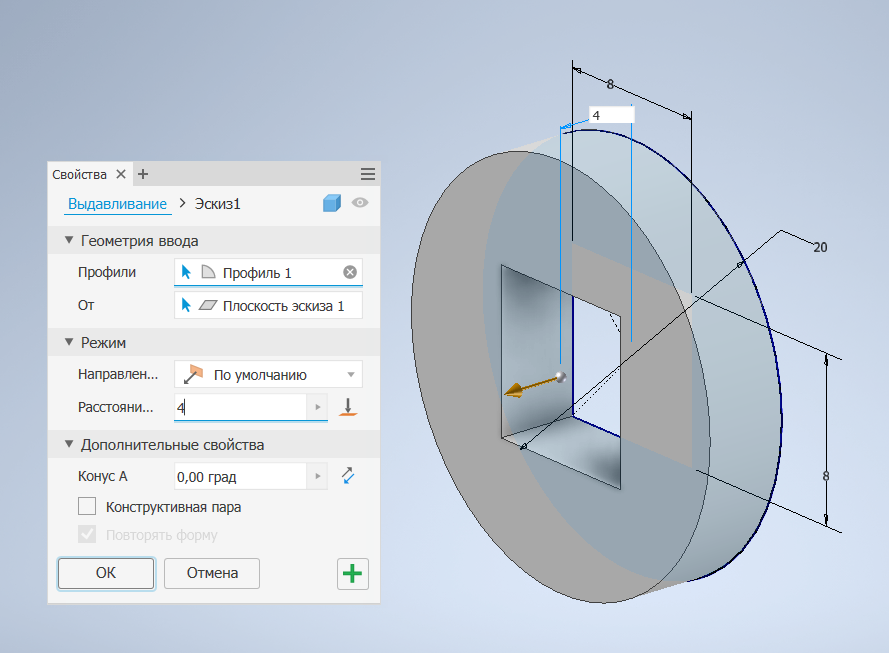 Свойства
Выдавливание > Эскиз1
Геометрия ввода
Профили Профиль 1
От Плоскость эскиза 1
Режим
Направлен... По умолчанию
Расстояни... 4
Дополнительные свойства
Конус A 0,00 град
Конструктивная пара
Повторять форму
ОК Отмена
8
4
20
8